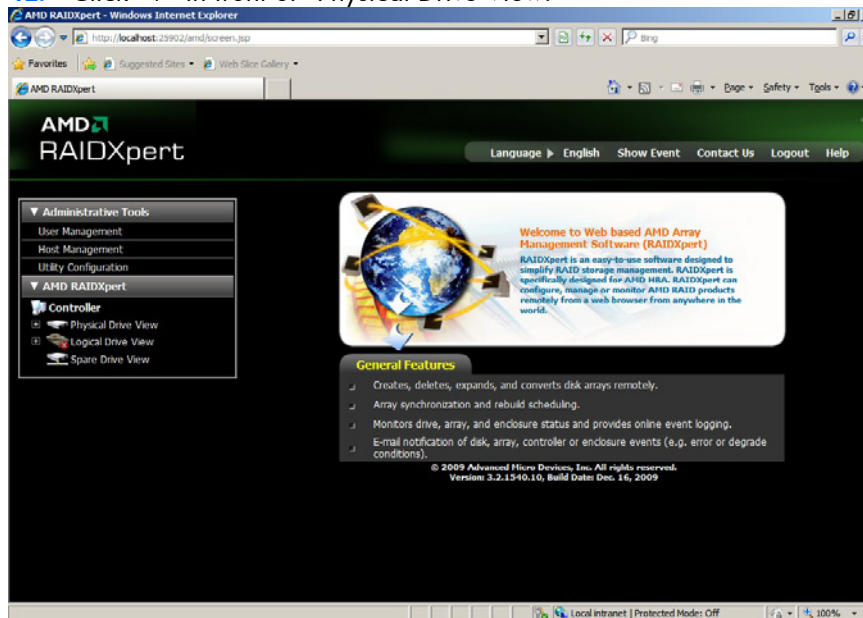 12. Click "+" in front of "Physical Drive View.
AMD RAIDXpert - Windows Internet Explorer
http://localhost:25902/amd/screen.jsp
Bing
Favorites
Suggested Sites
Web Slice Gallery
AMD RAIDXpert
Page
Safety
Tools
AMD
RAIDXpert
Language English Show Event Contact Us Logout Help
Administrative Tools
User Management
Host Management
Utility Configuration
AMD RAIDXpert
Controller
Physical Drive View
Logical Drive View
Spare Drive View
Welcome to Web based AMD Array
Management Software (RAIDXpert)
RAIDXpert is an easy-to-use software designed to
simplify RAID storage management. RAIDXpert is
specifically designed for AMD HBA. RAIDXpert can
configure, manage or monitor AMD RAID products
remotely from a web browser from anywhere in the
world.
General Features
Creates, deletes, expands, and converts disk arrays remotely.
Array synchronization and rebuild scheduling.
Monitors drive, array, and enclosure status and provides online event logging.
E-mail notification of disk, array, controller or enclosure events (e.g. error or degrade
conditions).
© 2009 Advanced Micro Devices, Inc. All rights reserved.
Version: 3.2.1540.10, Build Date: Dec. 16, 2009
Local intranet | Protected Mode: Off
100%